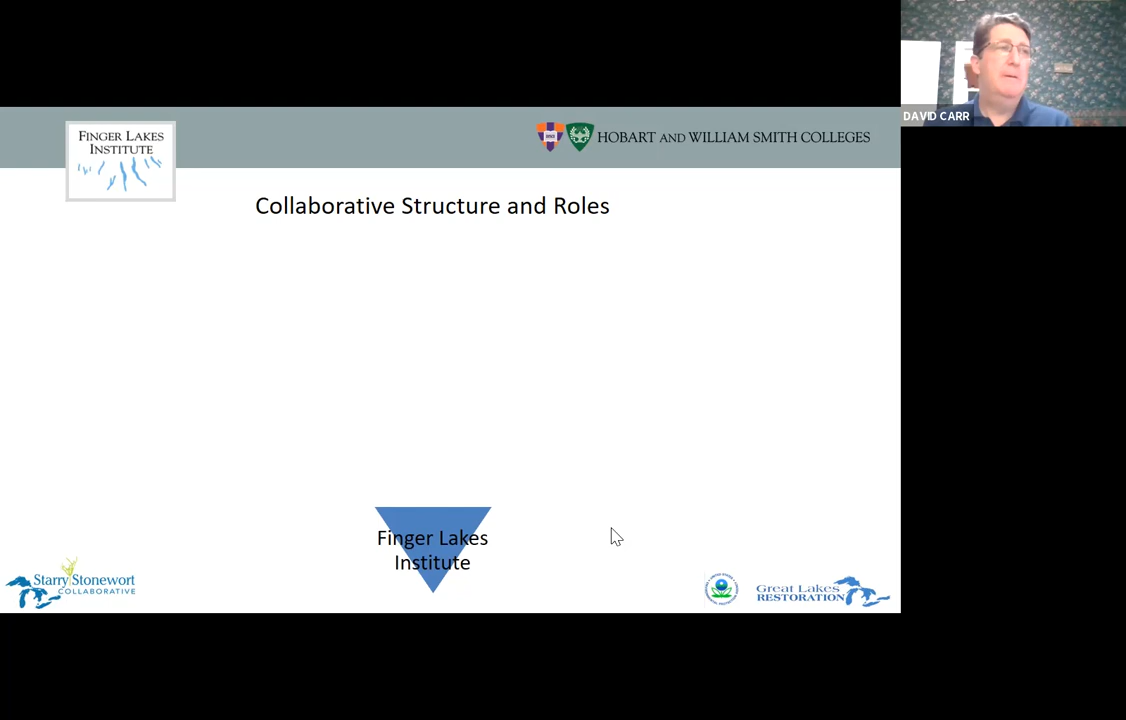 DAVID CARR
FINGER LAKES
INSTITUTE
HOBART AND WILLIAM SMITH COLLEGES
Collaborative Structure and Roles
Finger Lakes
Institute
Starry Stonewort
COLLABORATIVE
Great Lakes
RESTORATION